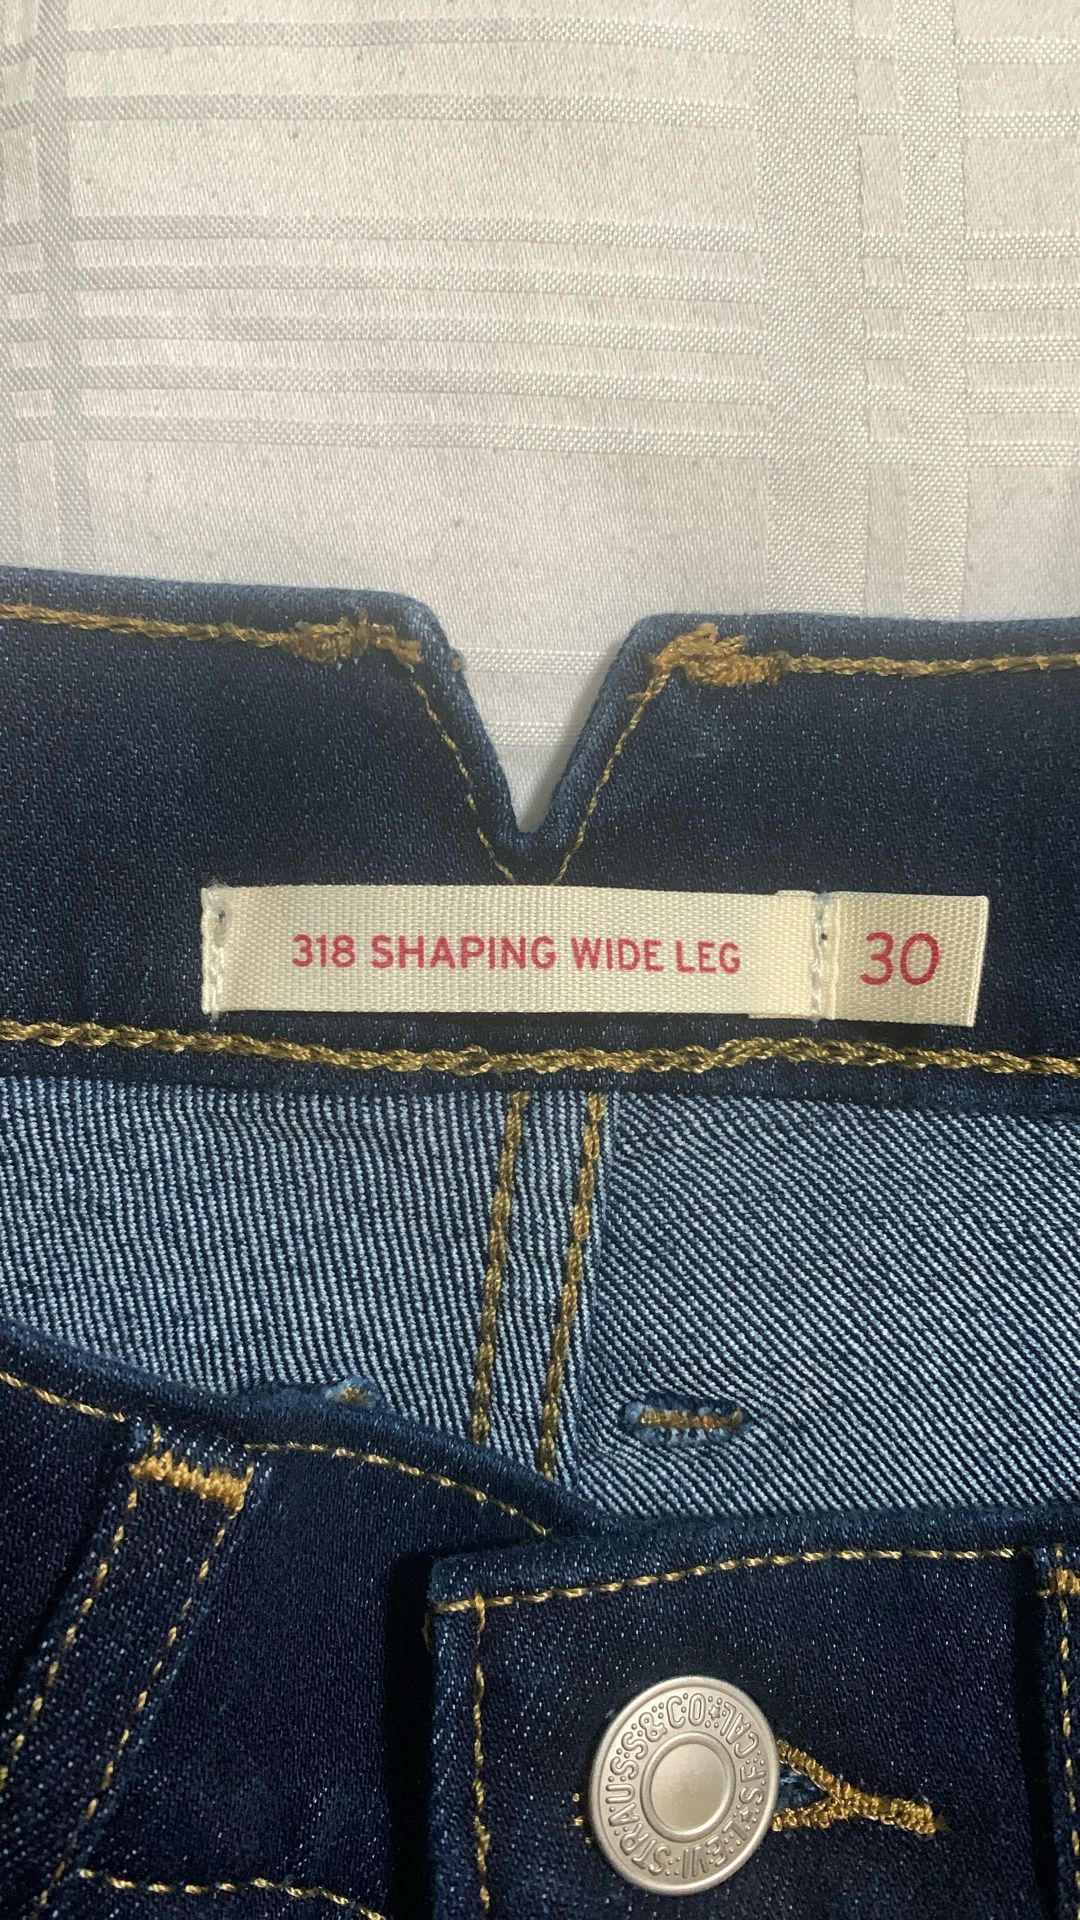 318 SHAPING WIDE LEG 30
LEVI STRAUSS & CO S.F. CAL